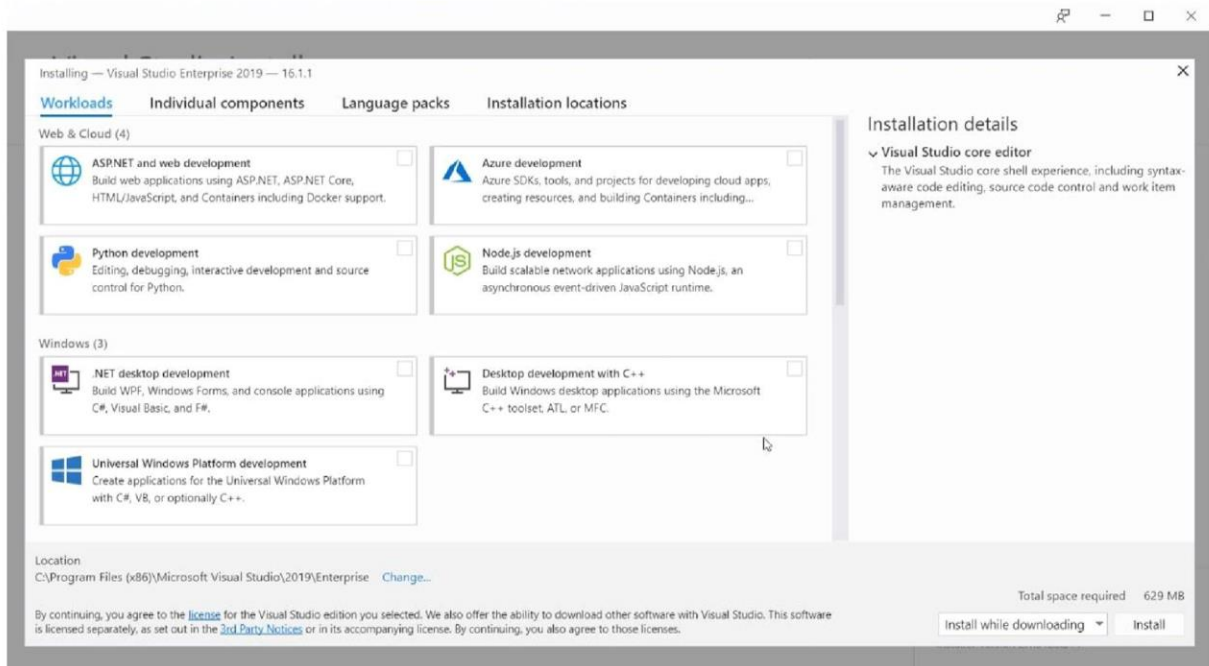 Installing — Visual Studio Enterprise 2019 — 16.1.1
Workloads Individual components Language packs Installation locations
Web & Cloud (4)
ASP.NET and web development
Build web applications using ASP.NET, ASP.NET Core,
HTML/JavaScript, and Containers including Docker support.
Azure development
Azure SDKs, tools, and projects for developing cloud apps,
creating resources, and building Containers including...
Python development
Editing, debugging, interactive development and source
control for Python.
JS
Node.js development
Build scalable network applications using Node.js, an
asynchronous event-driven JavaScript runtime.
Windows (3)
.NET
.NET desktop development
Build WPF, Windows Forms, and console applications using
C#, Visual Basic, and F#.
Desktop development with C++
Build Windows desktop applications using the Microsoft
C++ toolset, ATL, or MFC.
Universal Windows Platform development
Create applications for the Universal Windows Platform
with C#, VB, or optionally C++.
Installation details
Visual Studio core editor
The Visual Studio core shell experience, including syntax-
aware code editing, source code control and work item
management.
Location
C:\Program Files (x86)\Microsoft Visual Studio\2019\Enterprise Change...
By continuing, you agree to the license for the Visual Studio edition you selected. We also offer the ability to download other software with Visual Studio. This software
is licensed separately, as set out in the 3rd Party Notices or in its accompanying license. By continuing, you also agree to those licenses.
Total space required 629 MB
Install while downloading Install